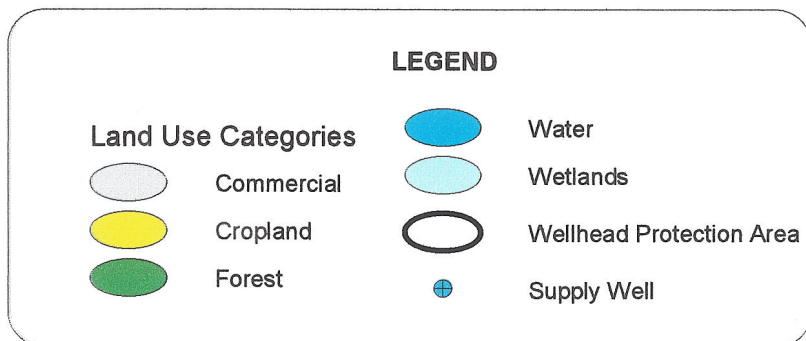 LEGEND
Land Use Categories
Commercial
Cropland
Forest
Water
Wetlands
Wellhead Protection Area
Supply Well